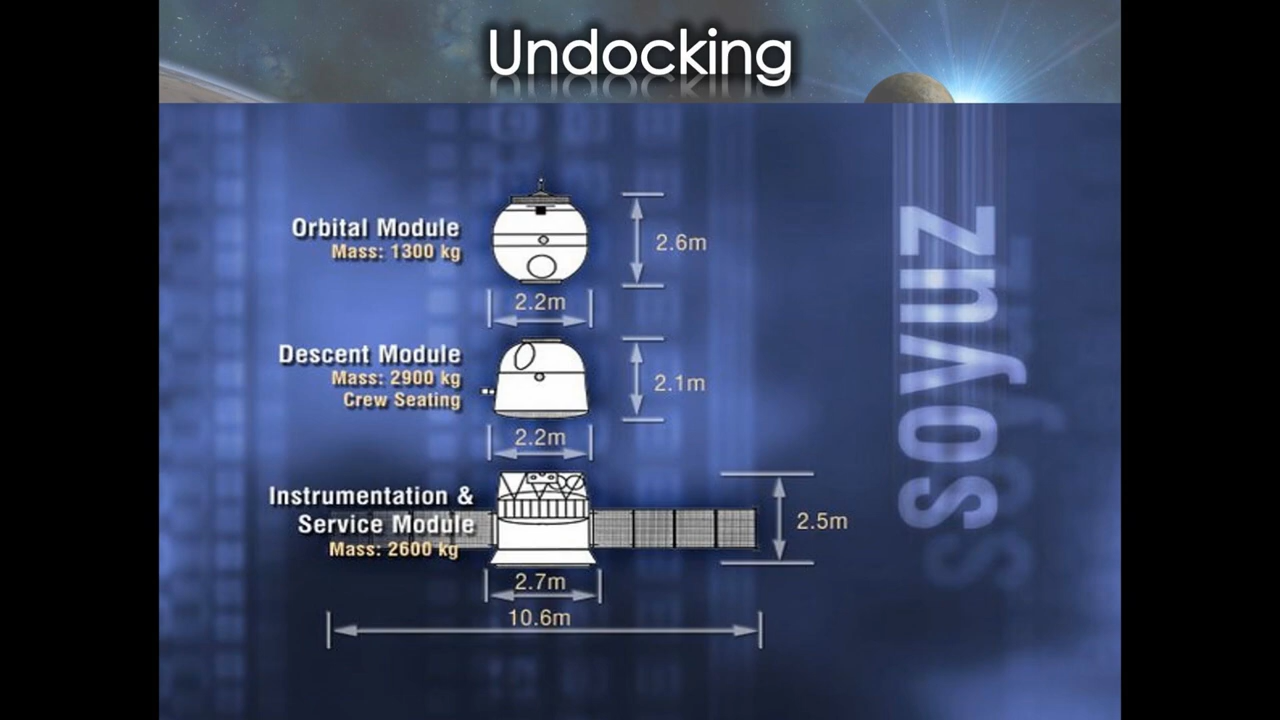 Undocking
Orbital Module
Mass: 1300 kg
2.6m
2.2m
Descent Module
Mass: 2900 kg
Crew Seating
2.1m
2.2m
Instrumentation &
Service Module
Mass: 2600 kg
2.5m
2.7m
10.6m
soyuz